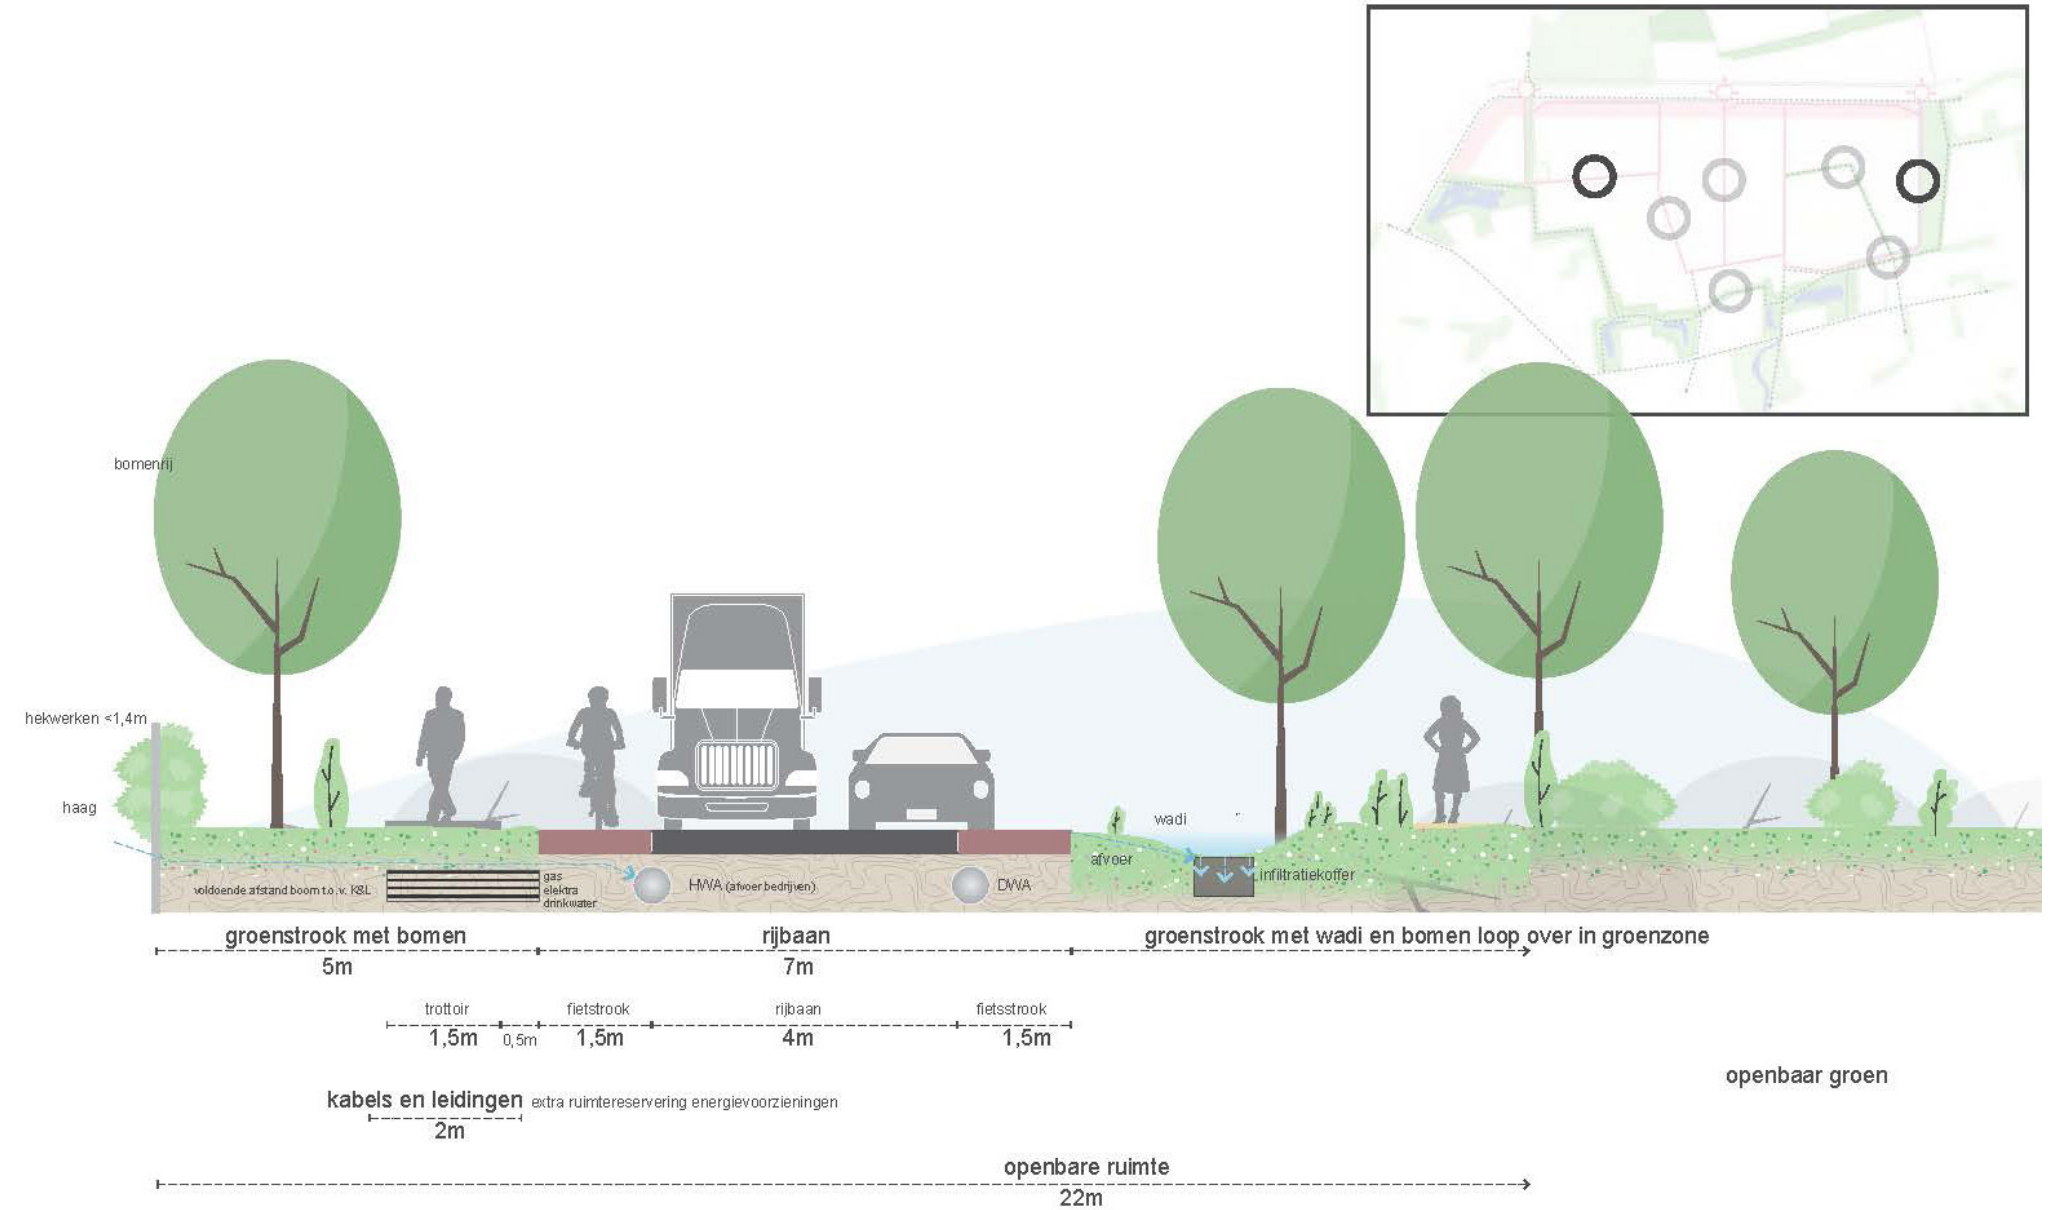 bomenrij
hekwerken <1,4m
haag
wadi
afvoer
voldoende afstand boom t.o.v. K&L
gas
elektra
drinkwater
HWA (afvoer bedrijven)
DWA
infiltratiekoffer
groenstrook met bomen
5m
rijbaan
7m
groenstrook met wadi en bomen loop over in groenzone
trottoir
1,5m
0,5m
fietstrook
1,5m
rijbaan
4m
fietsstrook
1,5m
openbaar groen
kabels en leidingen extra ruimtereservering energievoorzieningen
2m
openbare ruimte
22m